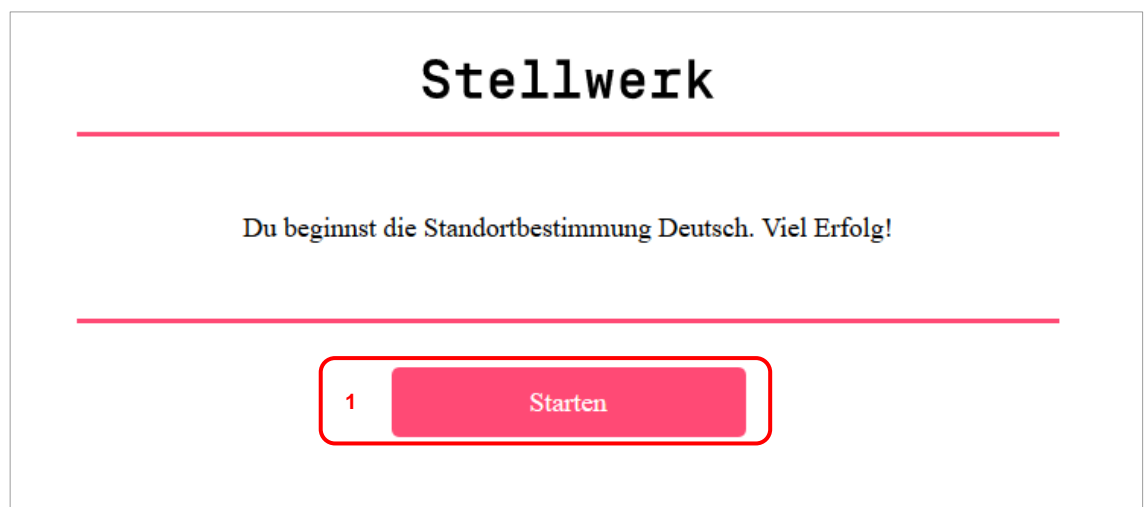 Stellwerk
Du beginnst die Standortbestimmung Deutsch. Viel Erfolg!
1 Starten